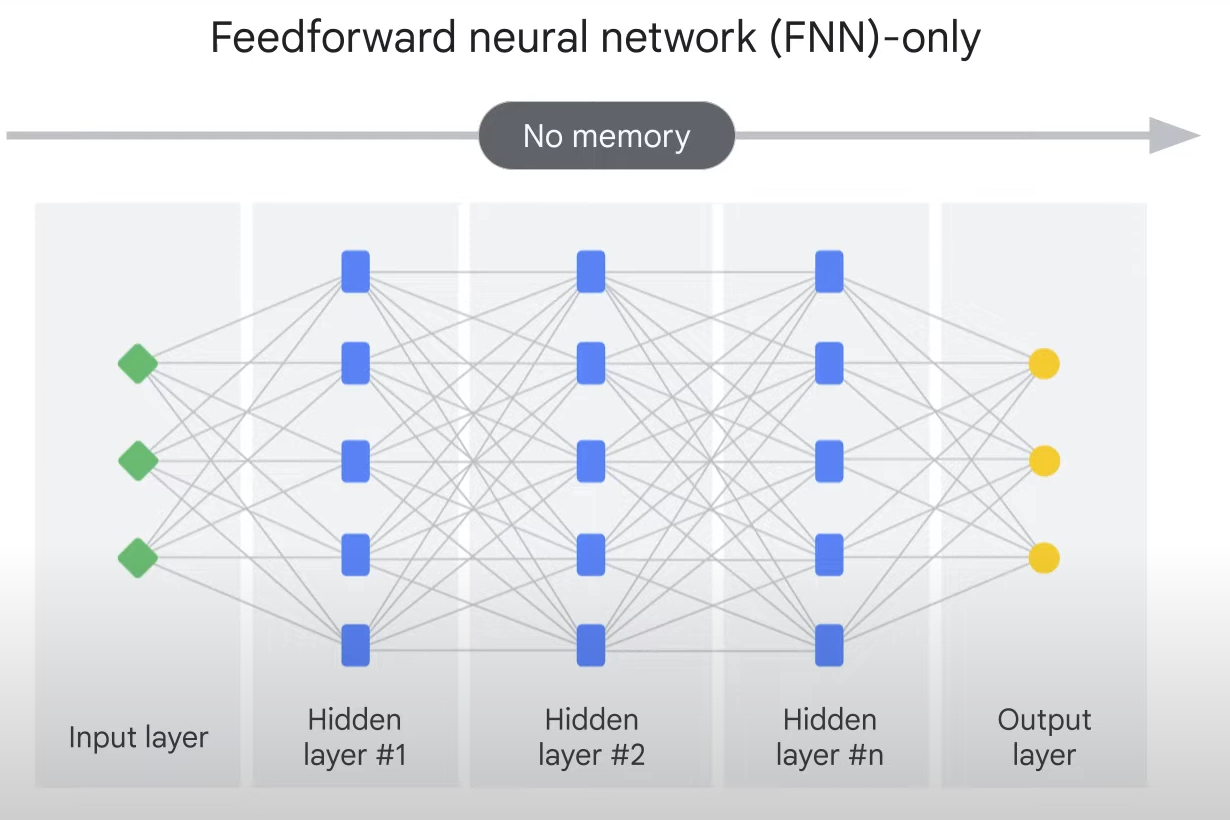 Feedforward neural network (FNN)-only
No memory
Input layer
Hidden
layer #1
Hidden
layer #2
Hidden
layer #n
Output
layer